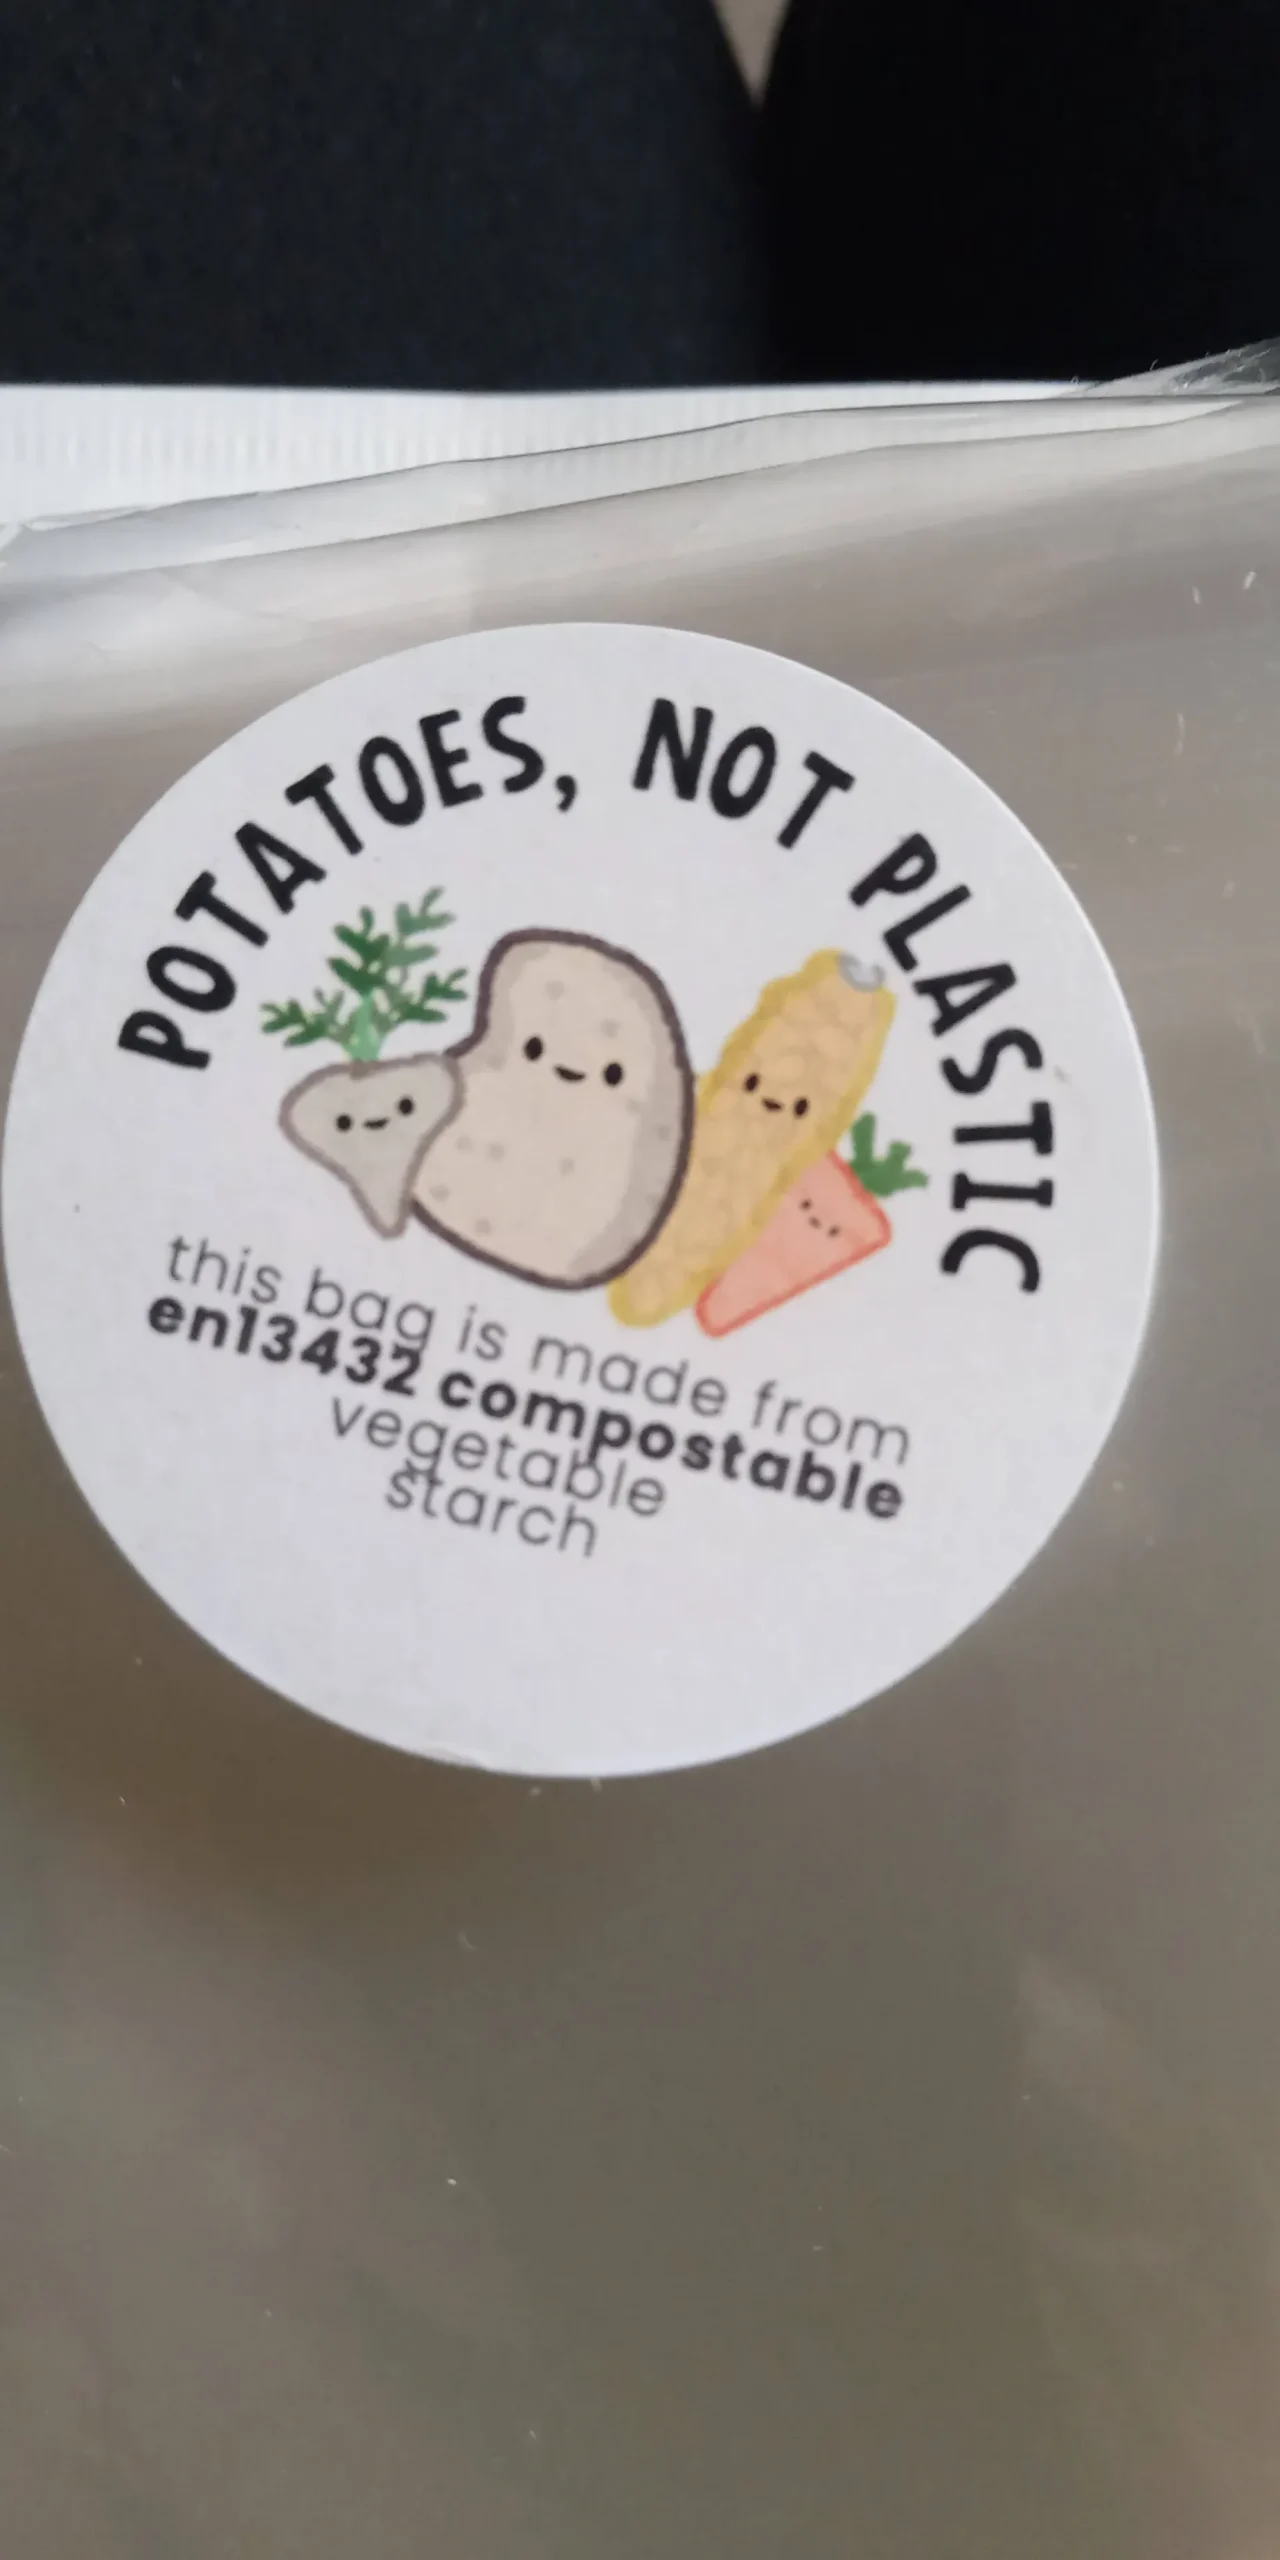 POTATOES, NOT PLASTIC
this bag is made from
en13432 compostable
vegetable
starch